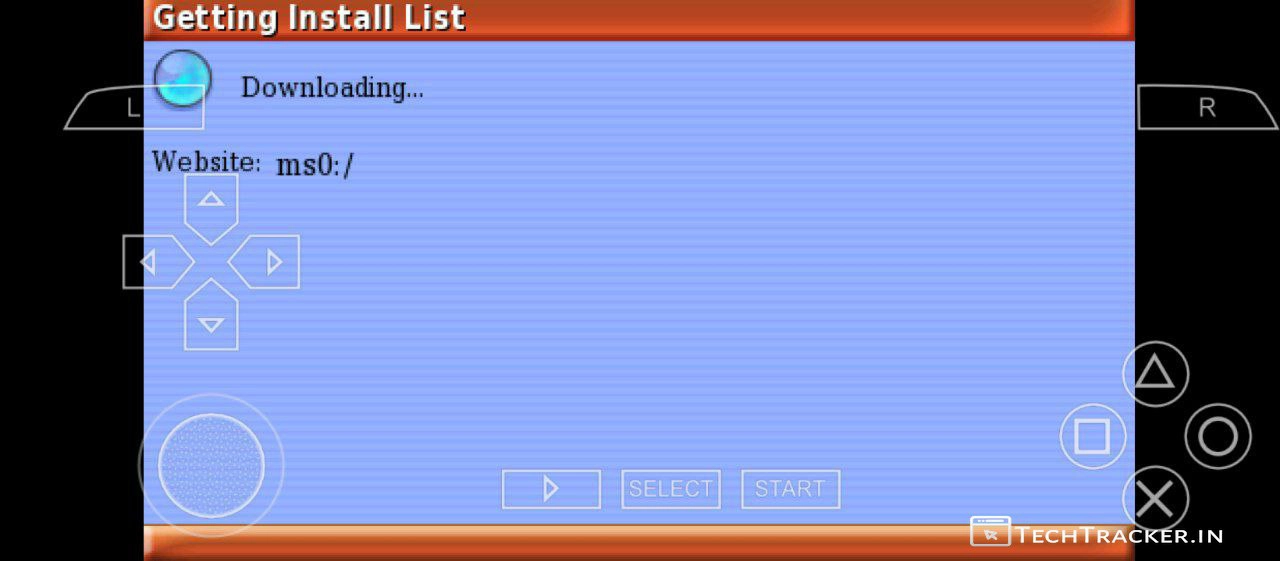 Getting Install List
Downloading...
L
R
Website: ms0:/
SELECT
START
TECHTRACKER.IN